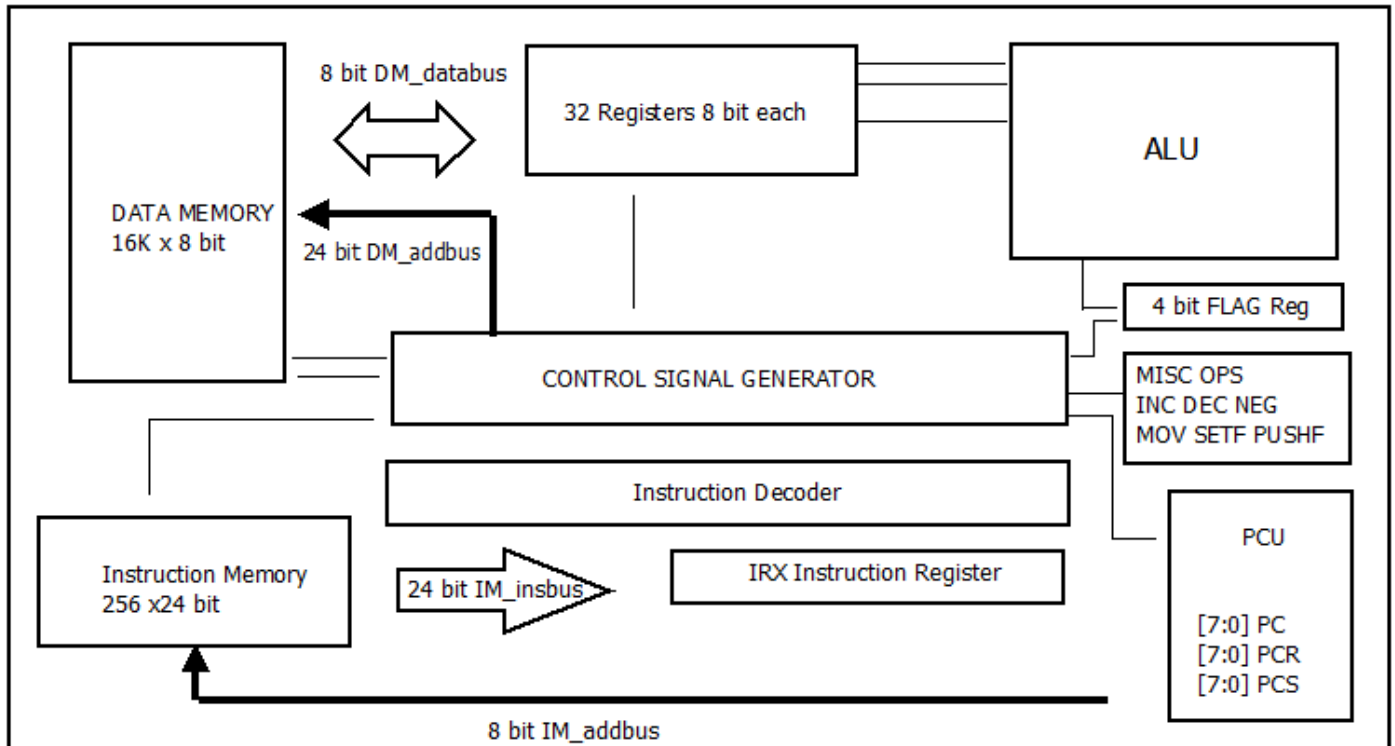 8 bit DM_databus
32 Registers 8 bit each
ALU
DATA MEMORY
16K x 8 bit
24 bit DM_addbus
4 bit FLAG Reg
CONTROL SIGNAL GENERATOR
MISC OPS
INC DEC NEG
MOV SETF PUSHF
Instruction Decoder
PCU
Instruction Memory
256 x24 bit
24 bit IM_insbus
IRX Instruction Register
[7:0] PC
[7:0] PCR
[7:0] PCS
8 bit IM_addbus